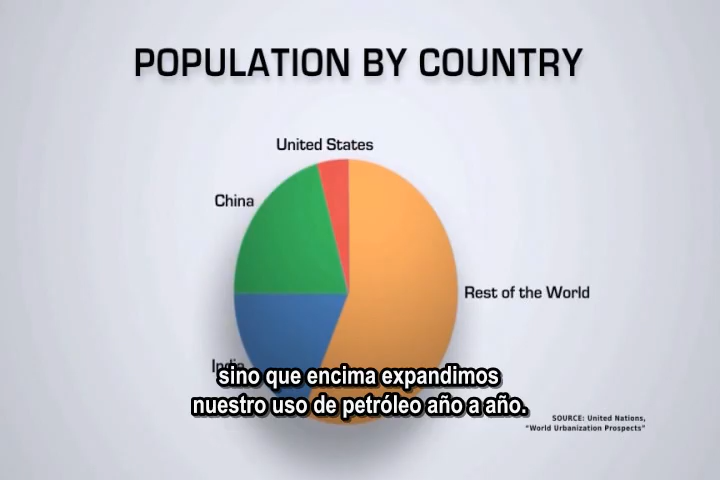 POPULATION BY COUNTRY
United States
China
Rest of the World
India
sino que encima expandimos
nuestro uso de petróleo año a año.
SOURCE: United Nations,
"World Urbanization Prospects"